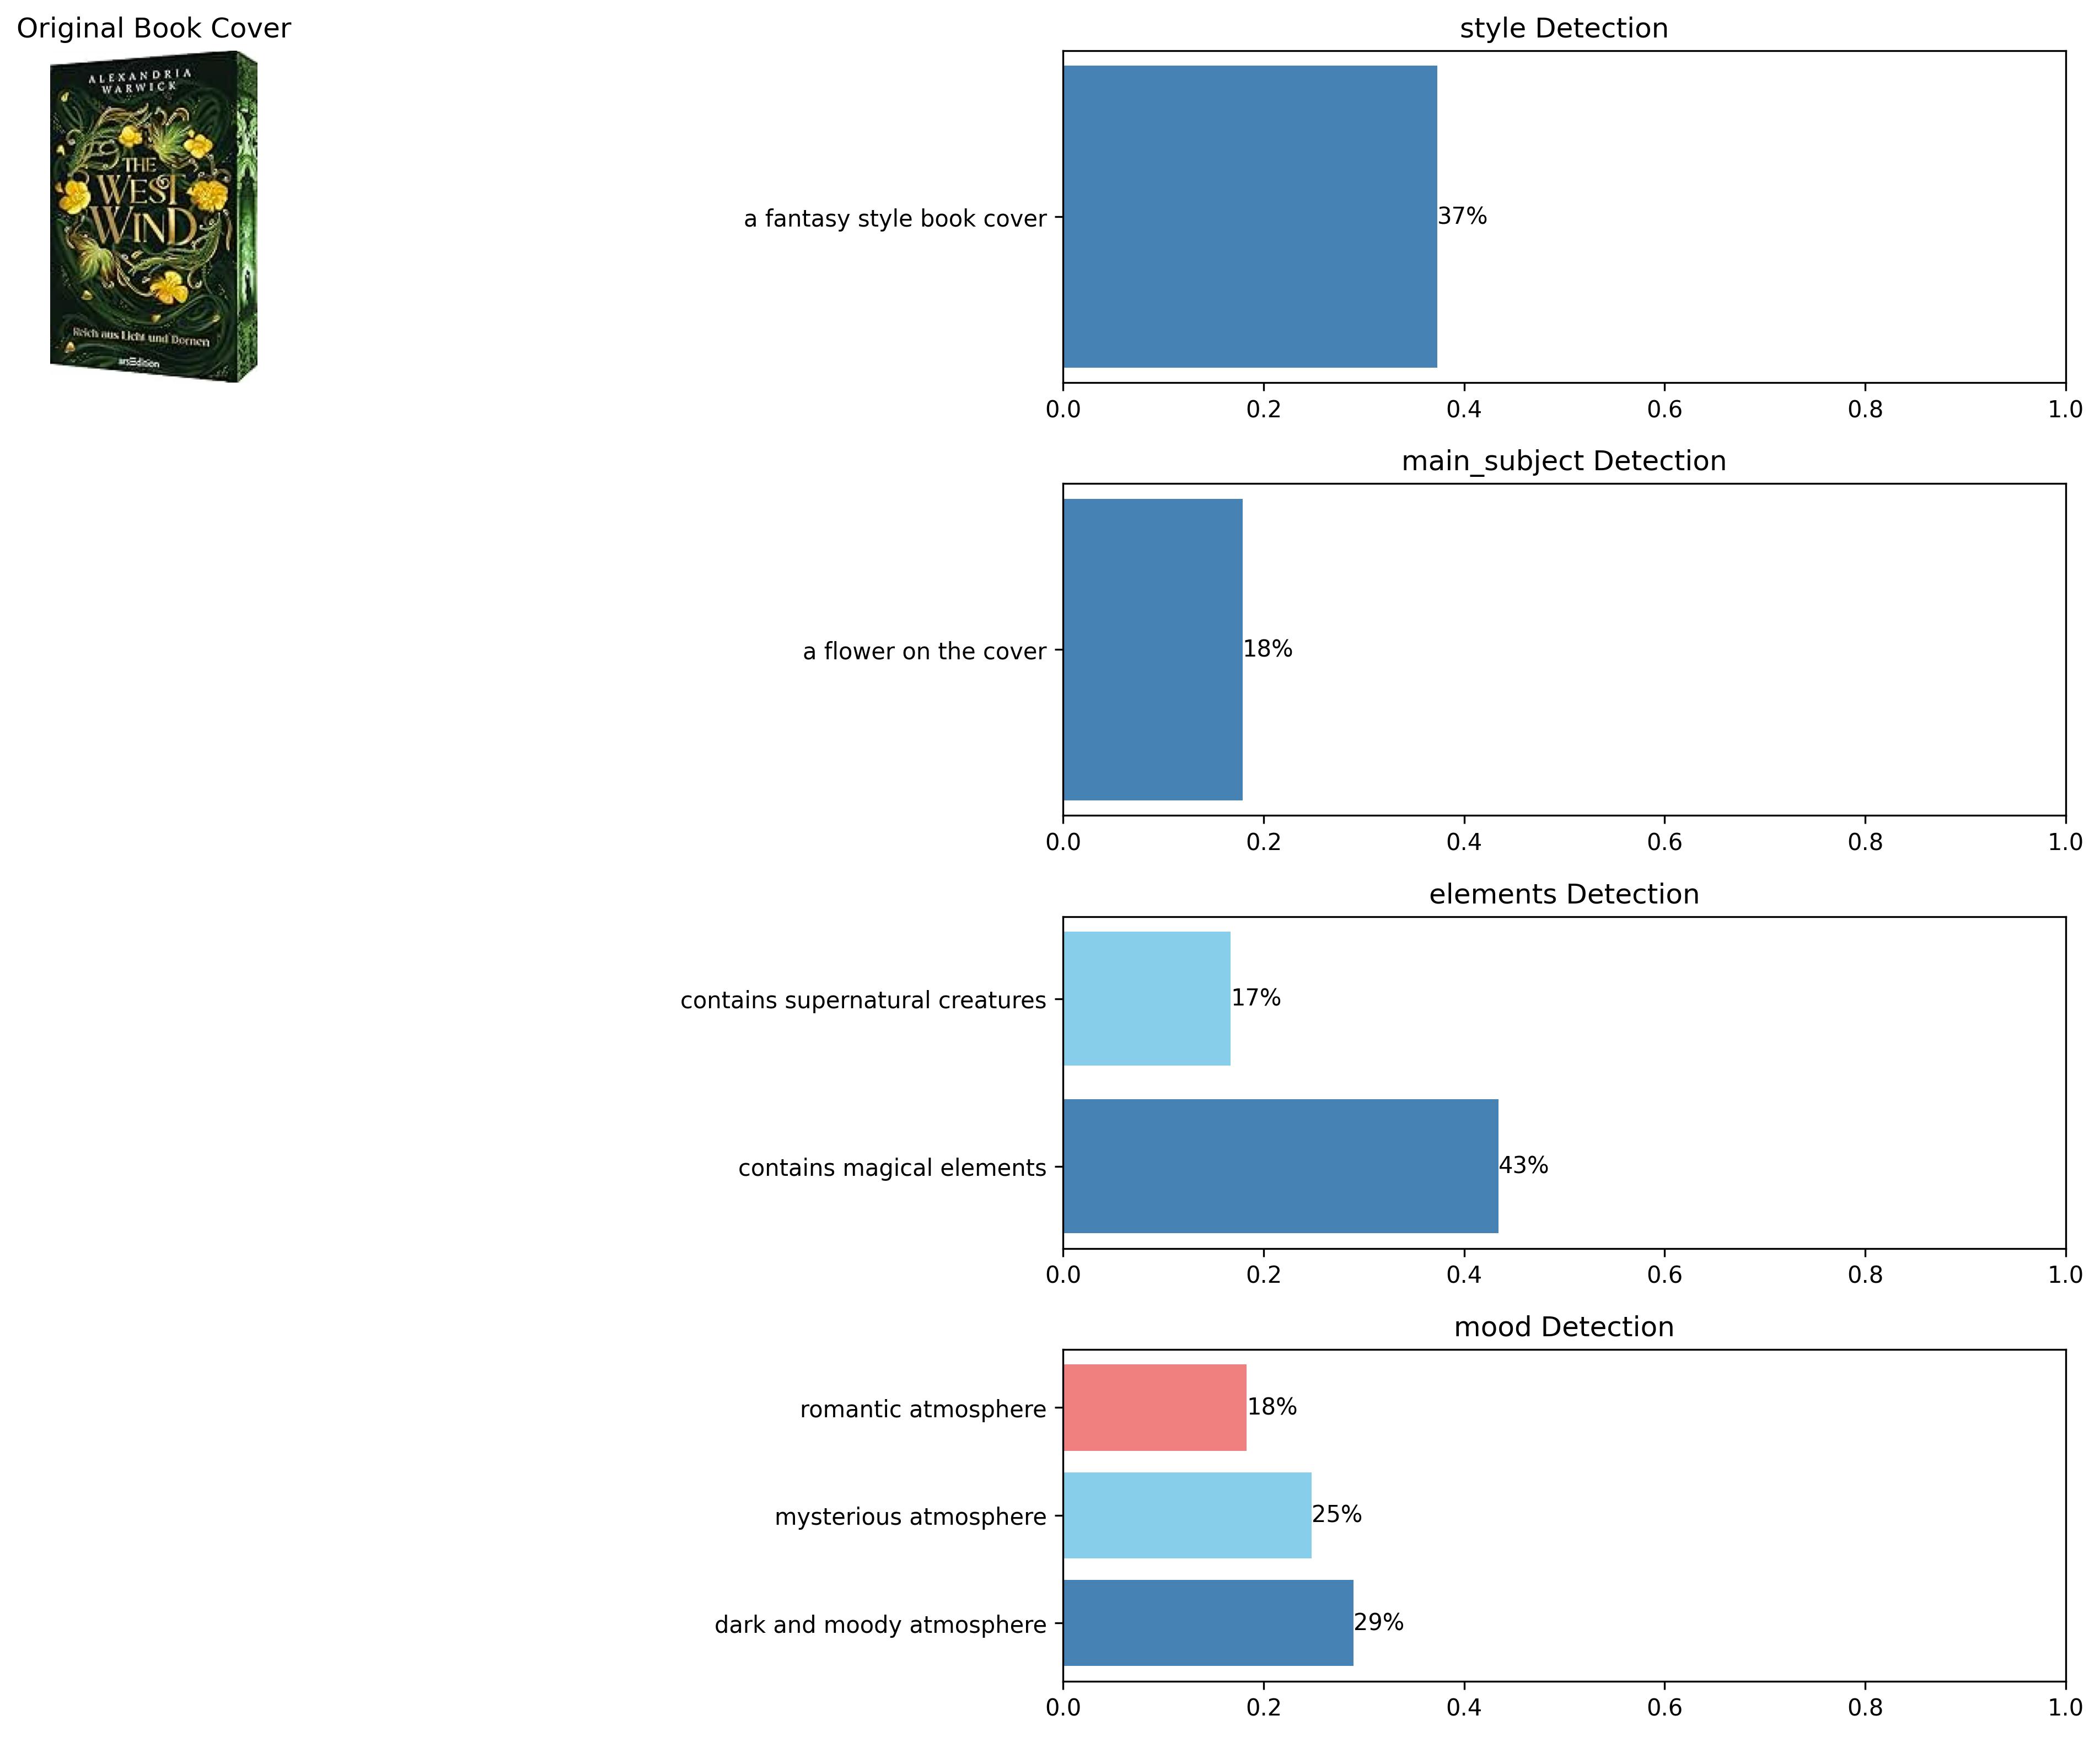 Original Book Cover
ALEXANDRIA
WARWICK
THE
WEST
WIND
Reich aus Licht und Dornen
arsEdition
style Detection
a fantasy style book cover
37%
0.0 0.2 0.4 0.6 0.8 1.0
main_subject Detection
a flower on the cover
18%
0.0 0.2 0.4 0.6 0.8 1.0
elements Detection
contains supernatural creatures
17%
contains magical elements
43%
0.0 0.2 0.4 0.6 0.8 1.0
mood Detection
romantic atmosphere
18%
mysterious atmosphere
25%
dark and moody atmosphere
29%
0.0 0.2 0.4 0.6 0.8 1.0